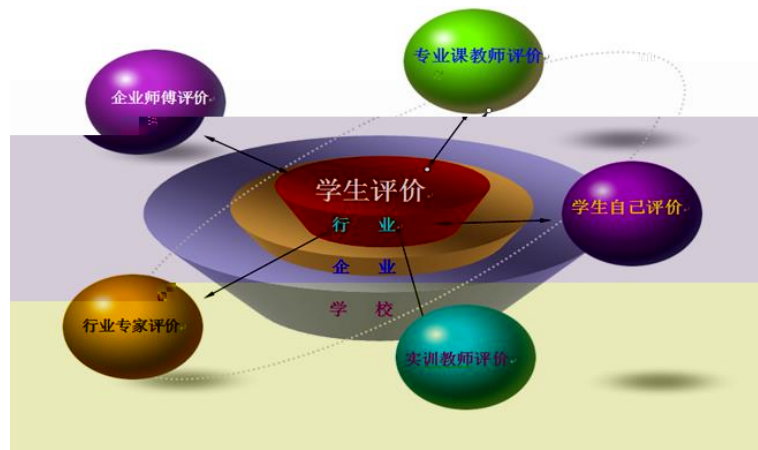 专业课教师评价
企业师傅评价
学生评价
学生自己评价
行 业
企 业
学 校
行业专家评价
实训教师评价